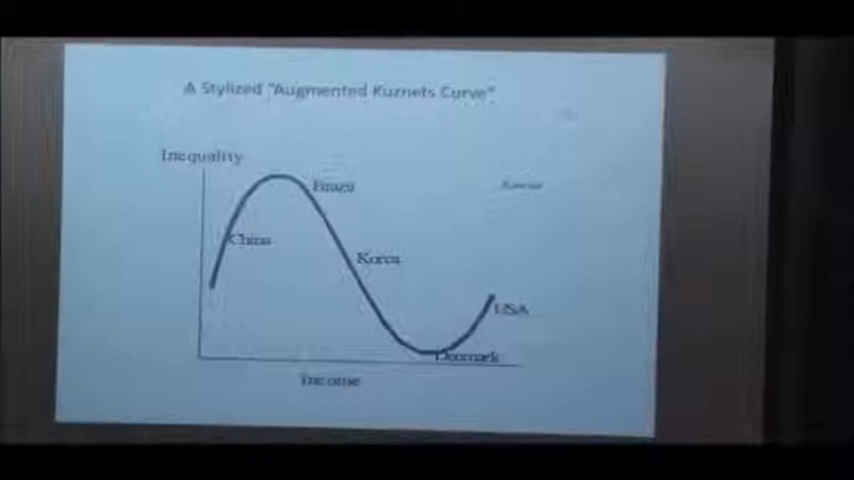 A Stylized "Augmented Kuznets Curve"
Inequality
Brazil
China
Korea
USA
Denmark
Income